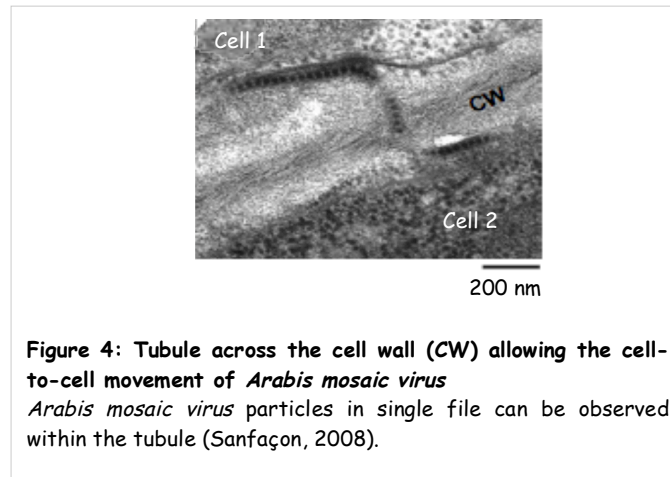 Cell 1
CW
Cell 2
200 nm
Figure 4: Tubule across the cell wall (CW) allowing the cell-
to-cell movement of Arabis mosaic virus
Arabis mosaic virus particles in single file can be observed
within the tubule (Sanfaçon, 2008).